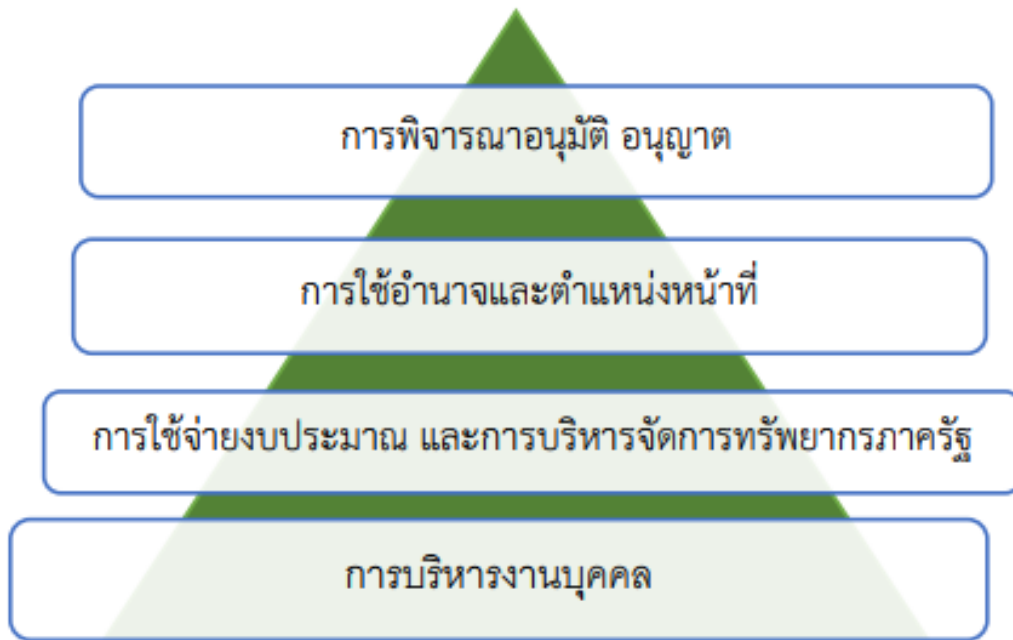 การพิจารณาอนุมัติ อนุญาต
การใช้อำนาจและตำแหน่งหน้าที่
การใช้จ่ายงบประมาณ และการบริหารจัดการทรัพยากรภาครัฐ
การบริหารงานบุคคล